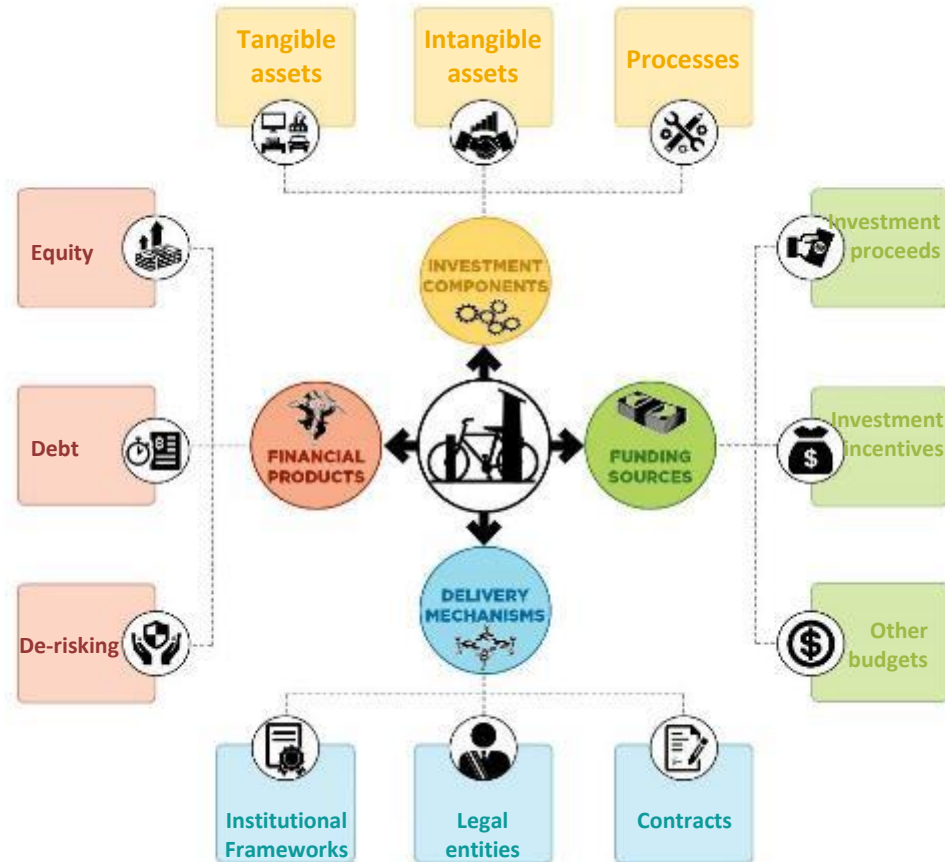 Tangible
assets
Intangible
assets
Processes
INVESTMENT
COMPONENTS
Equity
Debt
De-risking
FINANCIAL
PRODUCTS
FUNDING
SOURCES
Investment
proceeds
Investment
incentives
Other
budgets
DELIVERY
MECHANISMS
Institutional
Frameworks
Legal
entities
Contracts